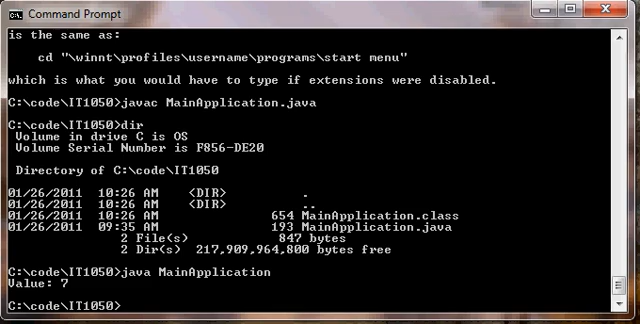 Command Prompt
is the same as:
cd "\winnt\profiles\username\programs\start menu"
which is what you would have to type if extensions were disabled.
C:\code\IT1050>javac MainApplication.java
C:\code\IT1050>dir
Volume in drive C is OS
Volume Serial Number is F856-DE20
Directory of C:\code\IT1050
01/26/2011  10:26 AM    <DIR>          .
01/26/2011  10:26 AM    <DIR>          ..
01/26/2011  10:26 AM               654 MainApplication.class
01/26/2011  09:35 AM               193 MainApplication.java
2 File(s)            847 bytes
2 Dir(s)  217,909,964,800 bytes free
C:\code\IT1050>java MainApplication
Value: 7
C:\code\IT1050>